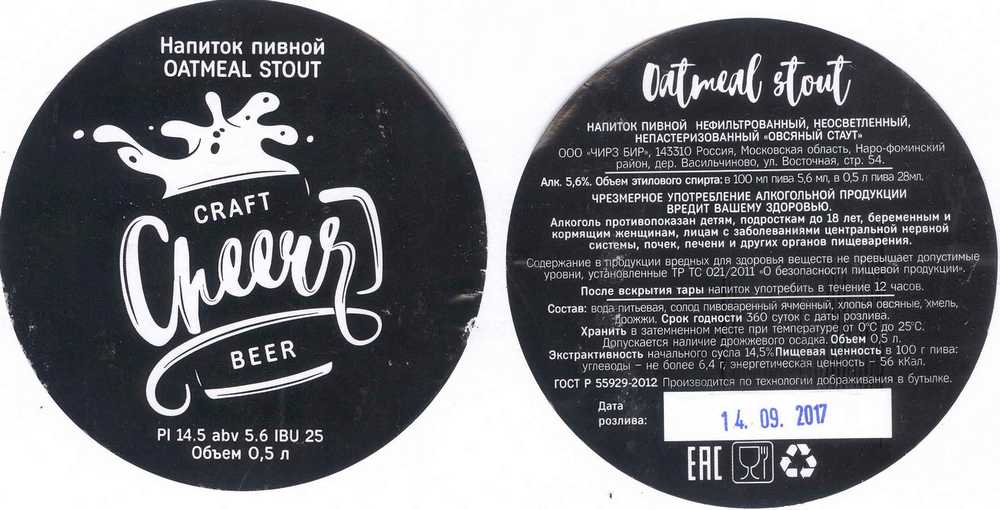 Напиток пивной
OATMEAL STOUT
CRAFT
Cheers
BEER
PI 14.5 abv 5.6 IBU 25
Объем 0,5 л
Oatmeal stout
НАПИТОК ПИВНОЙ НЕФИЛЬТРОВАННЫЙ, НЕОСВЕТЛЕННЫЙ,
НЕПАСТЕРИЗОВАННЫЙ «ОВСЯНЫЙ СТАУТ»
ООО «ЧИРЗ БИР», 143310 Россия, Московская область, Наро-фоминский
район, дер. Васильчиново, ул. Восточная, стр. 54.
Алк. 5,6%. Объем этилового спирта: в 100 мл пива 5,6 мл, в 0,5 л пива 28мл.
ЧРЕЗМЕРНОЕ УПОТРЕБЛЕНИЕ АЛКОГОЛЬНОЙ ПРОДУКЦИИ
ВРЕДИТ ВАШЕМУ ЗДОРОВЬЮ.
Алкоголь противопоказан детям, подросткам до 18 лет, беременным и
кормящим женщинам, лицам с заболеваниями центральной нервной
системы, почек, печени и других органов пищеварения.
Содержание в продукции вредных для здоровья веществ не превышает допустимые
уровни, установленные ТР ТС 021/2011 «О безопасности пищевой продукции».
После вскрытия тары напиток употребить в течение 12 часов.
Состав: вода питьевая, солод пивоваренный ячменный, хлопья овсяные, хмель,
дрожжи. Срок годности 360 суток с даты розлива.
Хранить в затемненном месте при температуре от 0°С до 25°С.
Допускается наличие дрожжевого осадка. Объем 0,5 л.
Экстрактивность начального сусла 14,5% Пищевая ценность в 100 г пива:
углеводы – не более 6,4 г, энергетическая ценность – 56 кКал.
ГОСТ Р 55929-2012 Производится по технологии дображивания в бутылке.
Дата
розлива:
14. 09. 2017
EAC